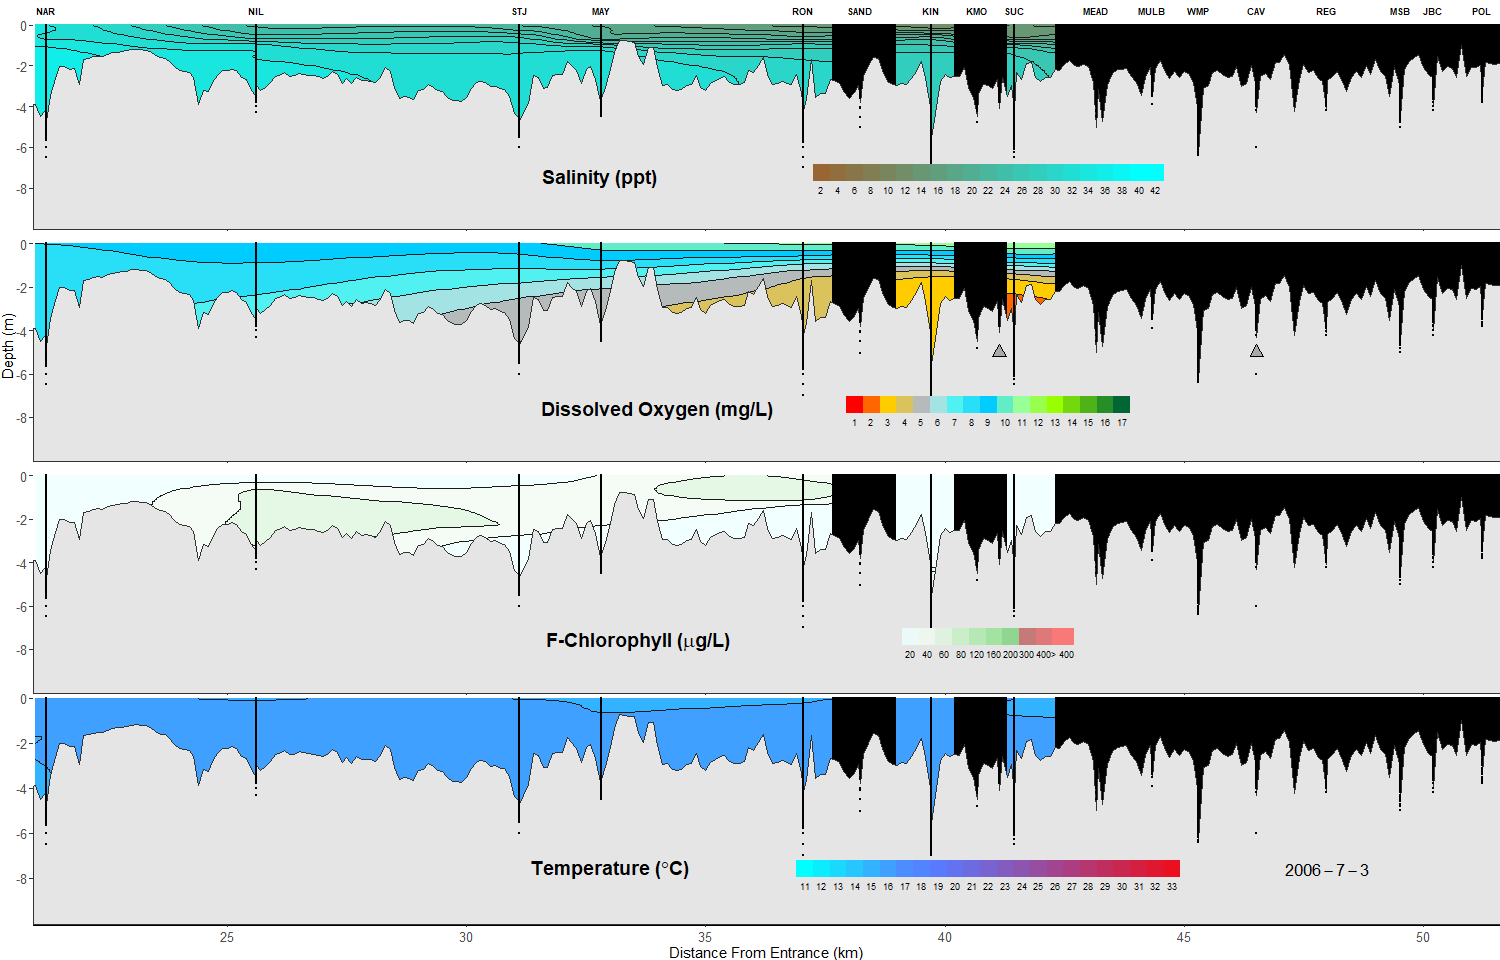 NAR NIL STJ MAY RON SAND KIN KMO SUC MEAD MULB WMP CAV REG MSB JBC POL
0
-2
-4
-6
-8
Salinity (ppt)
2 4 6 8 10 12 14 16 18 20 22 24 26 28 30 32 34 36 38 40 42
0
-2
-4
-6
-8
Depth (m)
Dissolved Oxygen (mg/L)
1 2 3 4 5 6 7 8 9 10 11 12 13 14 15 16 17
0
-2
-4
-6
-8
F-Chlorophyll (μg/L)
20 40 60 80 120 160 200 300 400> 400
0
-2
-4
-6
-8
Temperature (°C)
11 12 13 14 15 16 17 18 19 20 21 22 23 24 25 26 27 28 29 30 31 32 33
2006 – 7 – 3
25 30 35 40 45 50
Distance From Entrance (km)